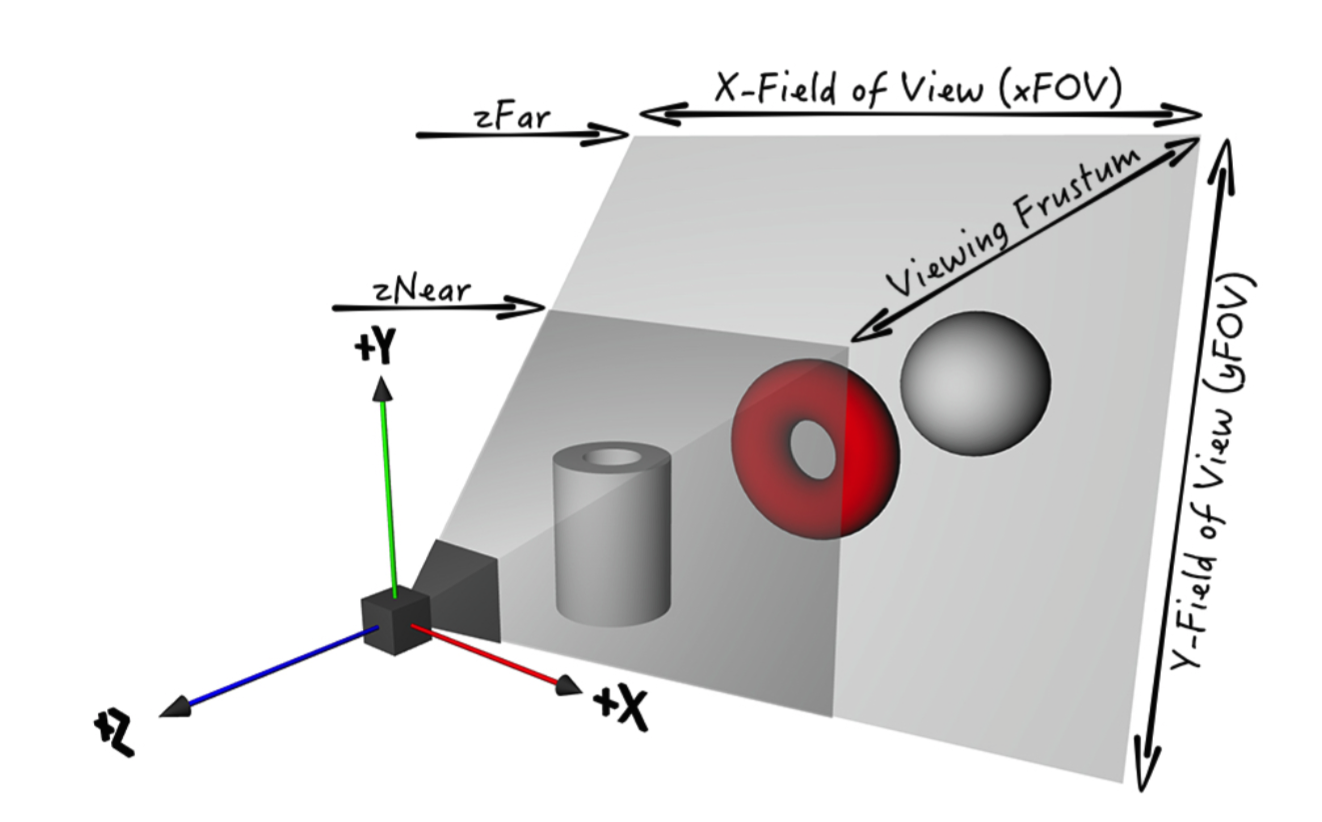 X-Field of View (xFOV)
zFar
Viewing Frustum
zNear
+Y
Y-Field of View (yFOV)
+X
+Z